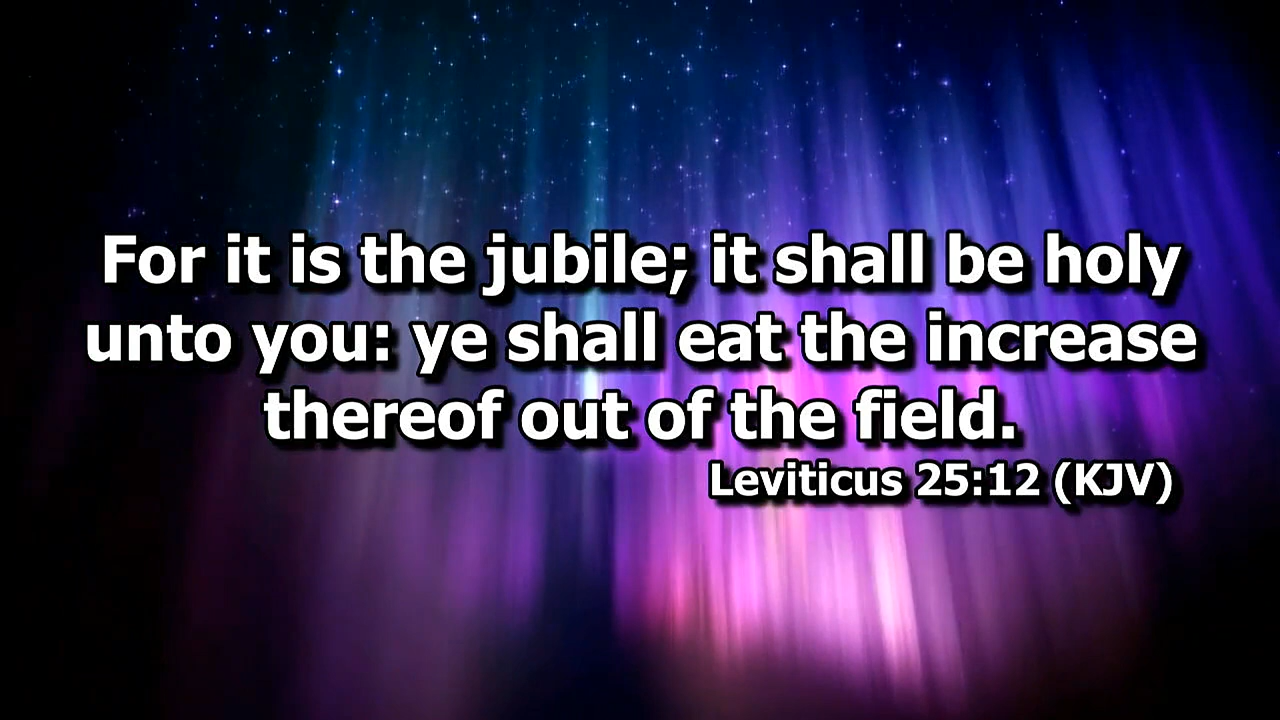 For it is the jubile; it shall be holy
unto you: ye shall eat the increase
thereof out of the field.
Leviticus 25:12 (KJV)